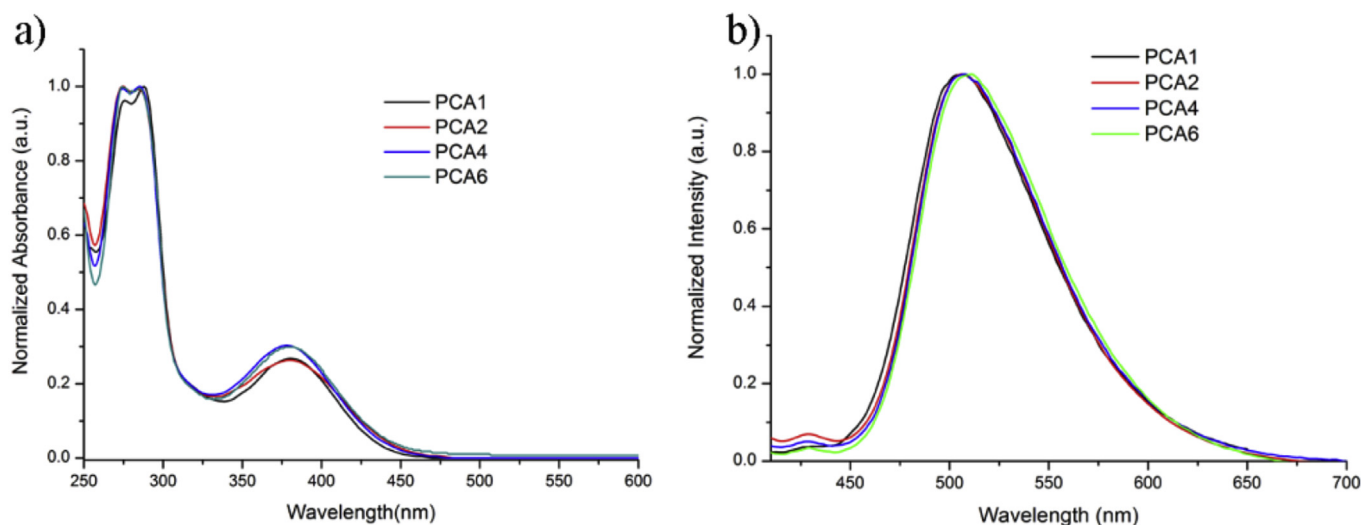 a)
1.0
0.8
0.6
0.4
0.2
0.0
Normalized Absorbance (a.u.)
PCA1
PCA2
PCA4
PCA6
250 300 350 400 450 500 550 600
Wavelength(nm)
b)
1.0
0.8
0.6
0.4
0.2
0.0
Normalized Intensity (a.u.)
PCA1
PCA2
PCA4
PCA6
450 500 550 600 650 700
Wavelength (nm)